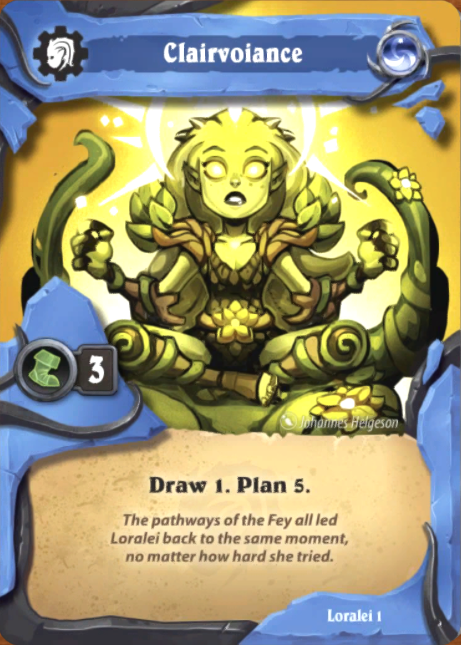 Clairvoiance
3
Johannes Helgeson
Draw 1. Plan 5.
The pathways of the Fey all led
Loralei back to the same moment,
no matter how hard she tried.
Loralei 1